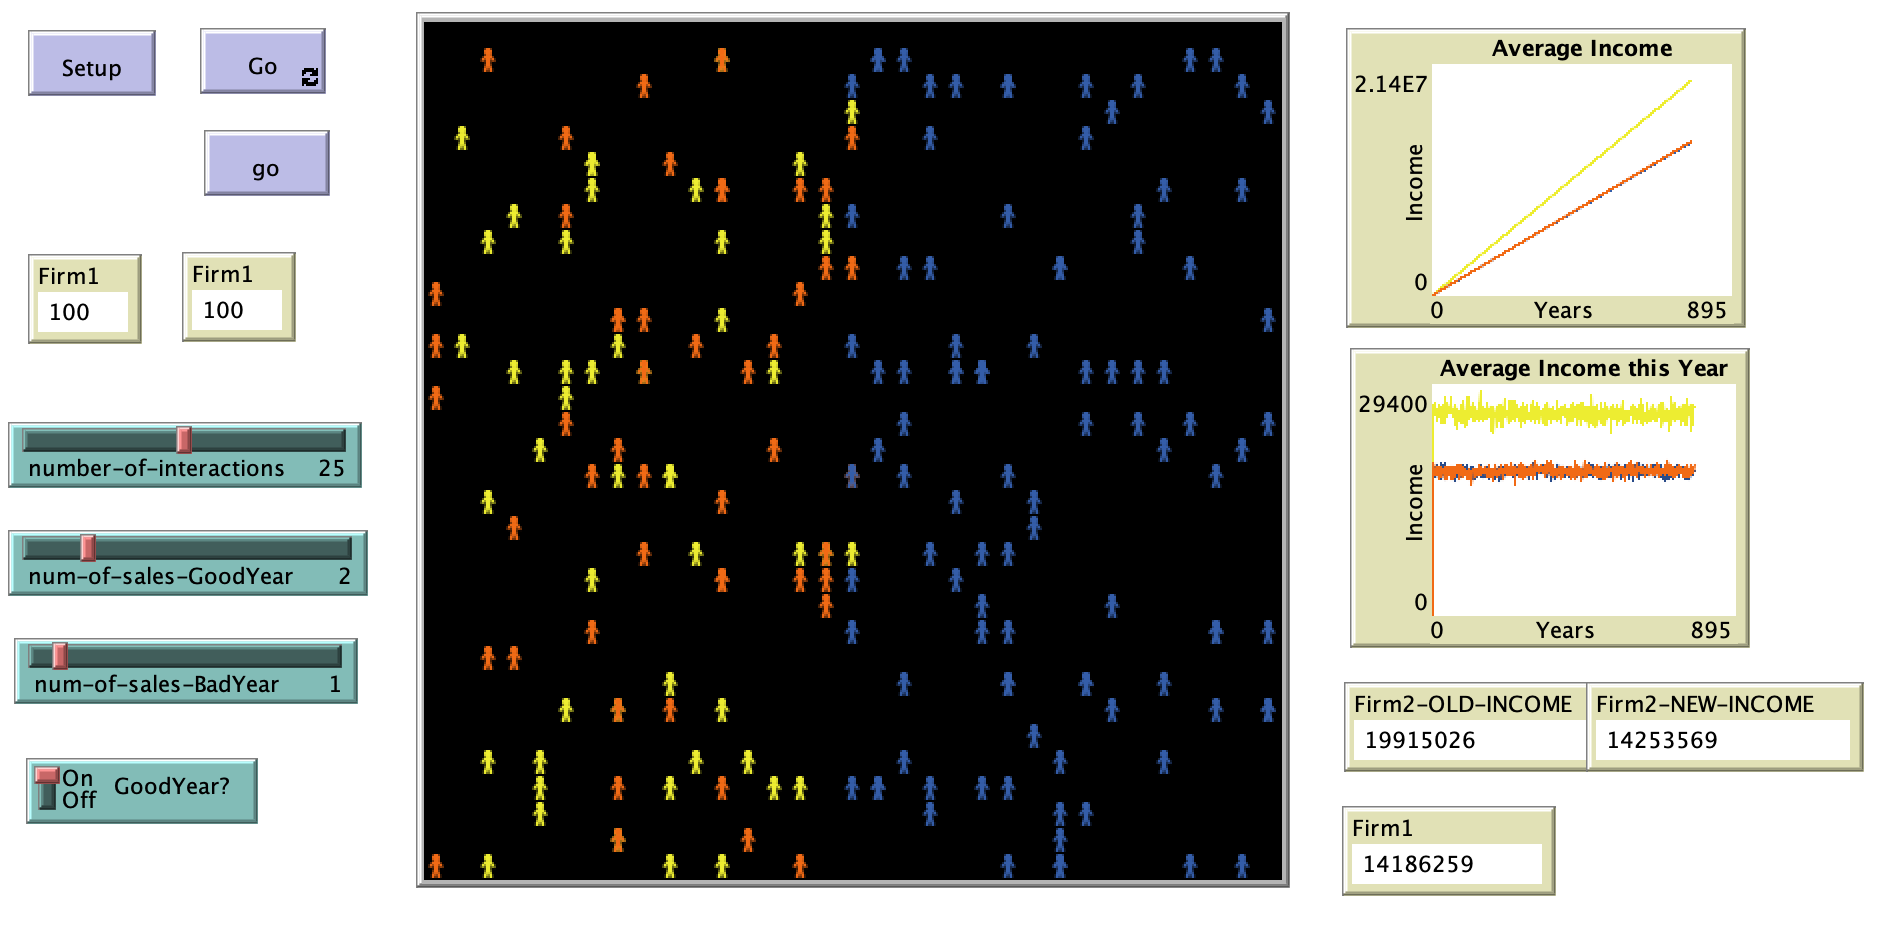 Setup
Go
go
Firm1
100
Firm1
100
number-of-interactions 25
num-of-sales-GoodYear 2
num-of-sales-BadYear 1
On
Off
GoodYear?
Average Income
2.14E7
Income
0
0 Years 895
Average Income this Year
29400
Income
0
0 Years 895
Firm2-OLD-INCOME
19915026
Firm2-NEW-INCOME
14253569
Firm1
14186259